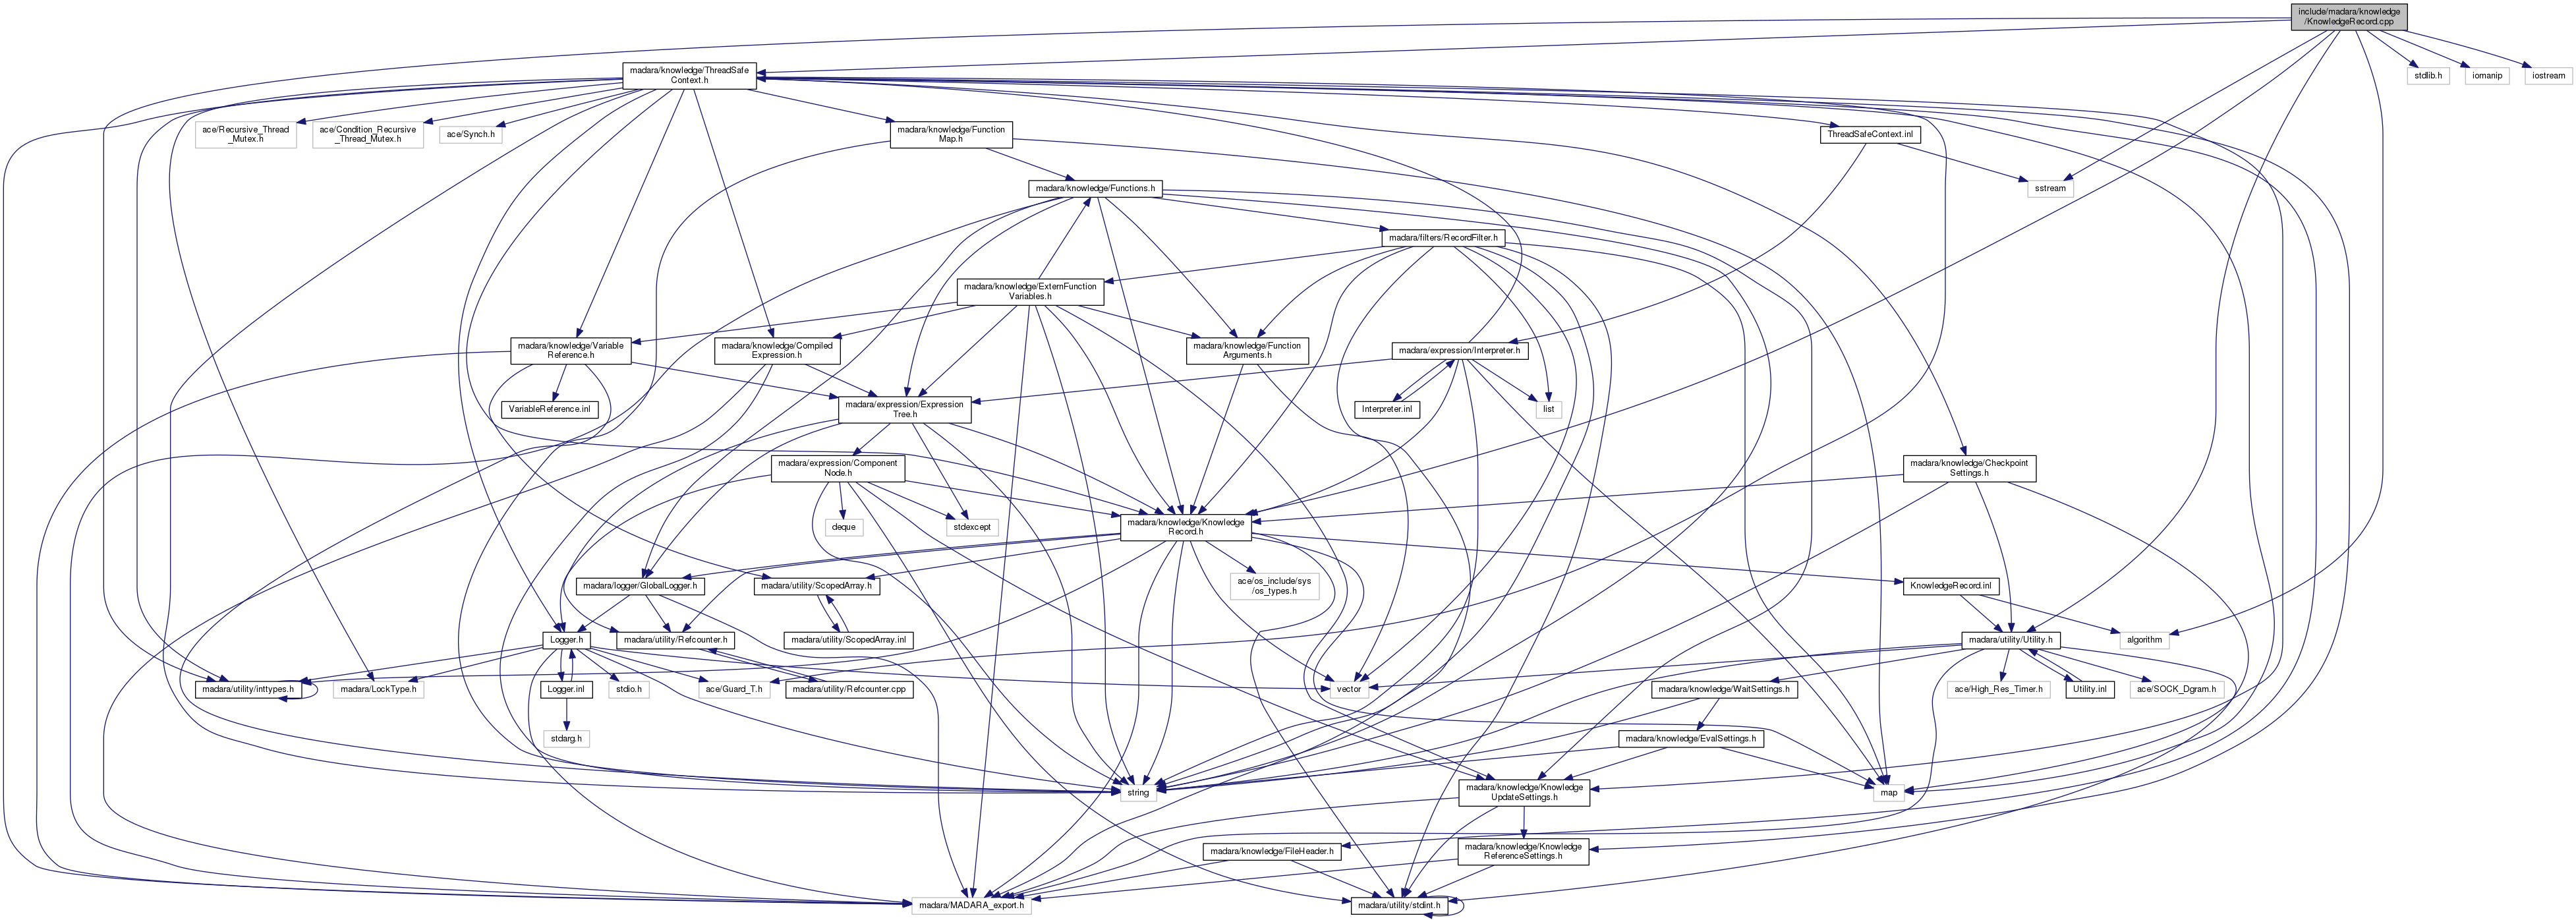 include/madara/knowledge
/KnowledgeRecord.cpp
madara/knowledge/ThreadSafe
Context.h
stdlib.h
iomanip
iostream
ace/Recursive_Thread
_Mutex.h
ace/Condition_Recursive
_Thread_Mutex.h
ace/Synch.h
madara/knowledge/Function
Map.h
ThreadSafeContext.inl
madara/knowledge/Functions.h
sstream
madara/filters/RecordFilter.h
madara/knowledge/ExternFunction
Variables.h
madara/knowledge/Variable
Reference.h
madara/knowledge/Compiled
Expression.h
madara/knowledge/Function
Arguments.h
madara/expression/Interpreter.h
VariableReference.inl
madara/expression/Expression
Tree.h
Interpreter.inl
list
madara/expression/Component
Node.h
madara/knowledge/Checkpoint
Settings.h
deque
stdexcept
madara/knowledge/Knowledge
Record.h
madara/logger/GlobalLogger.h
madara/utility/ScopedArray.h
ace/os_include/sys
/os_types.h
KnowledgeRecord.inl
Logger.h
madara/utility/Refcounter.h
madara/utility/ScopedArray.inl
madara/utility/Utility.h
algorithm
madara/utility/inttypes.h
madara/LockType.h
Logger.inl
stdio.h
ace/Guard_T.h
madara/utility/Refcounter.cpp
vector
madara/knowledge/WaitSettings.h
ace/High_Res_Timer.h
Utility.inl
ace/SOCK_Dgram.h
stdarg.h
madara/knowledge/EvalSettings.h
string
madara/knowledge/Knowledge
UpdateSettings.h
map
madara/knowledge/FileHeader.h
madara/knowledge/Knowledge
ReferenceSettings.h
madara/MADARA_export.h
madara/utility/stdint.h